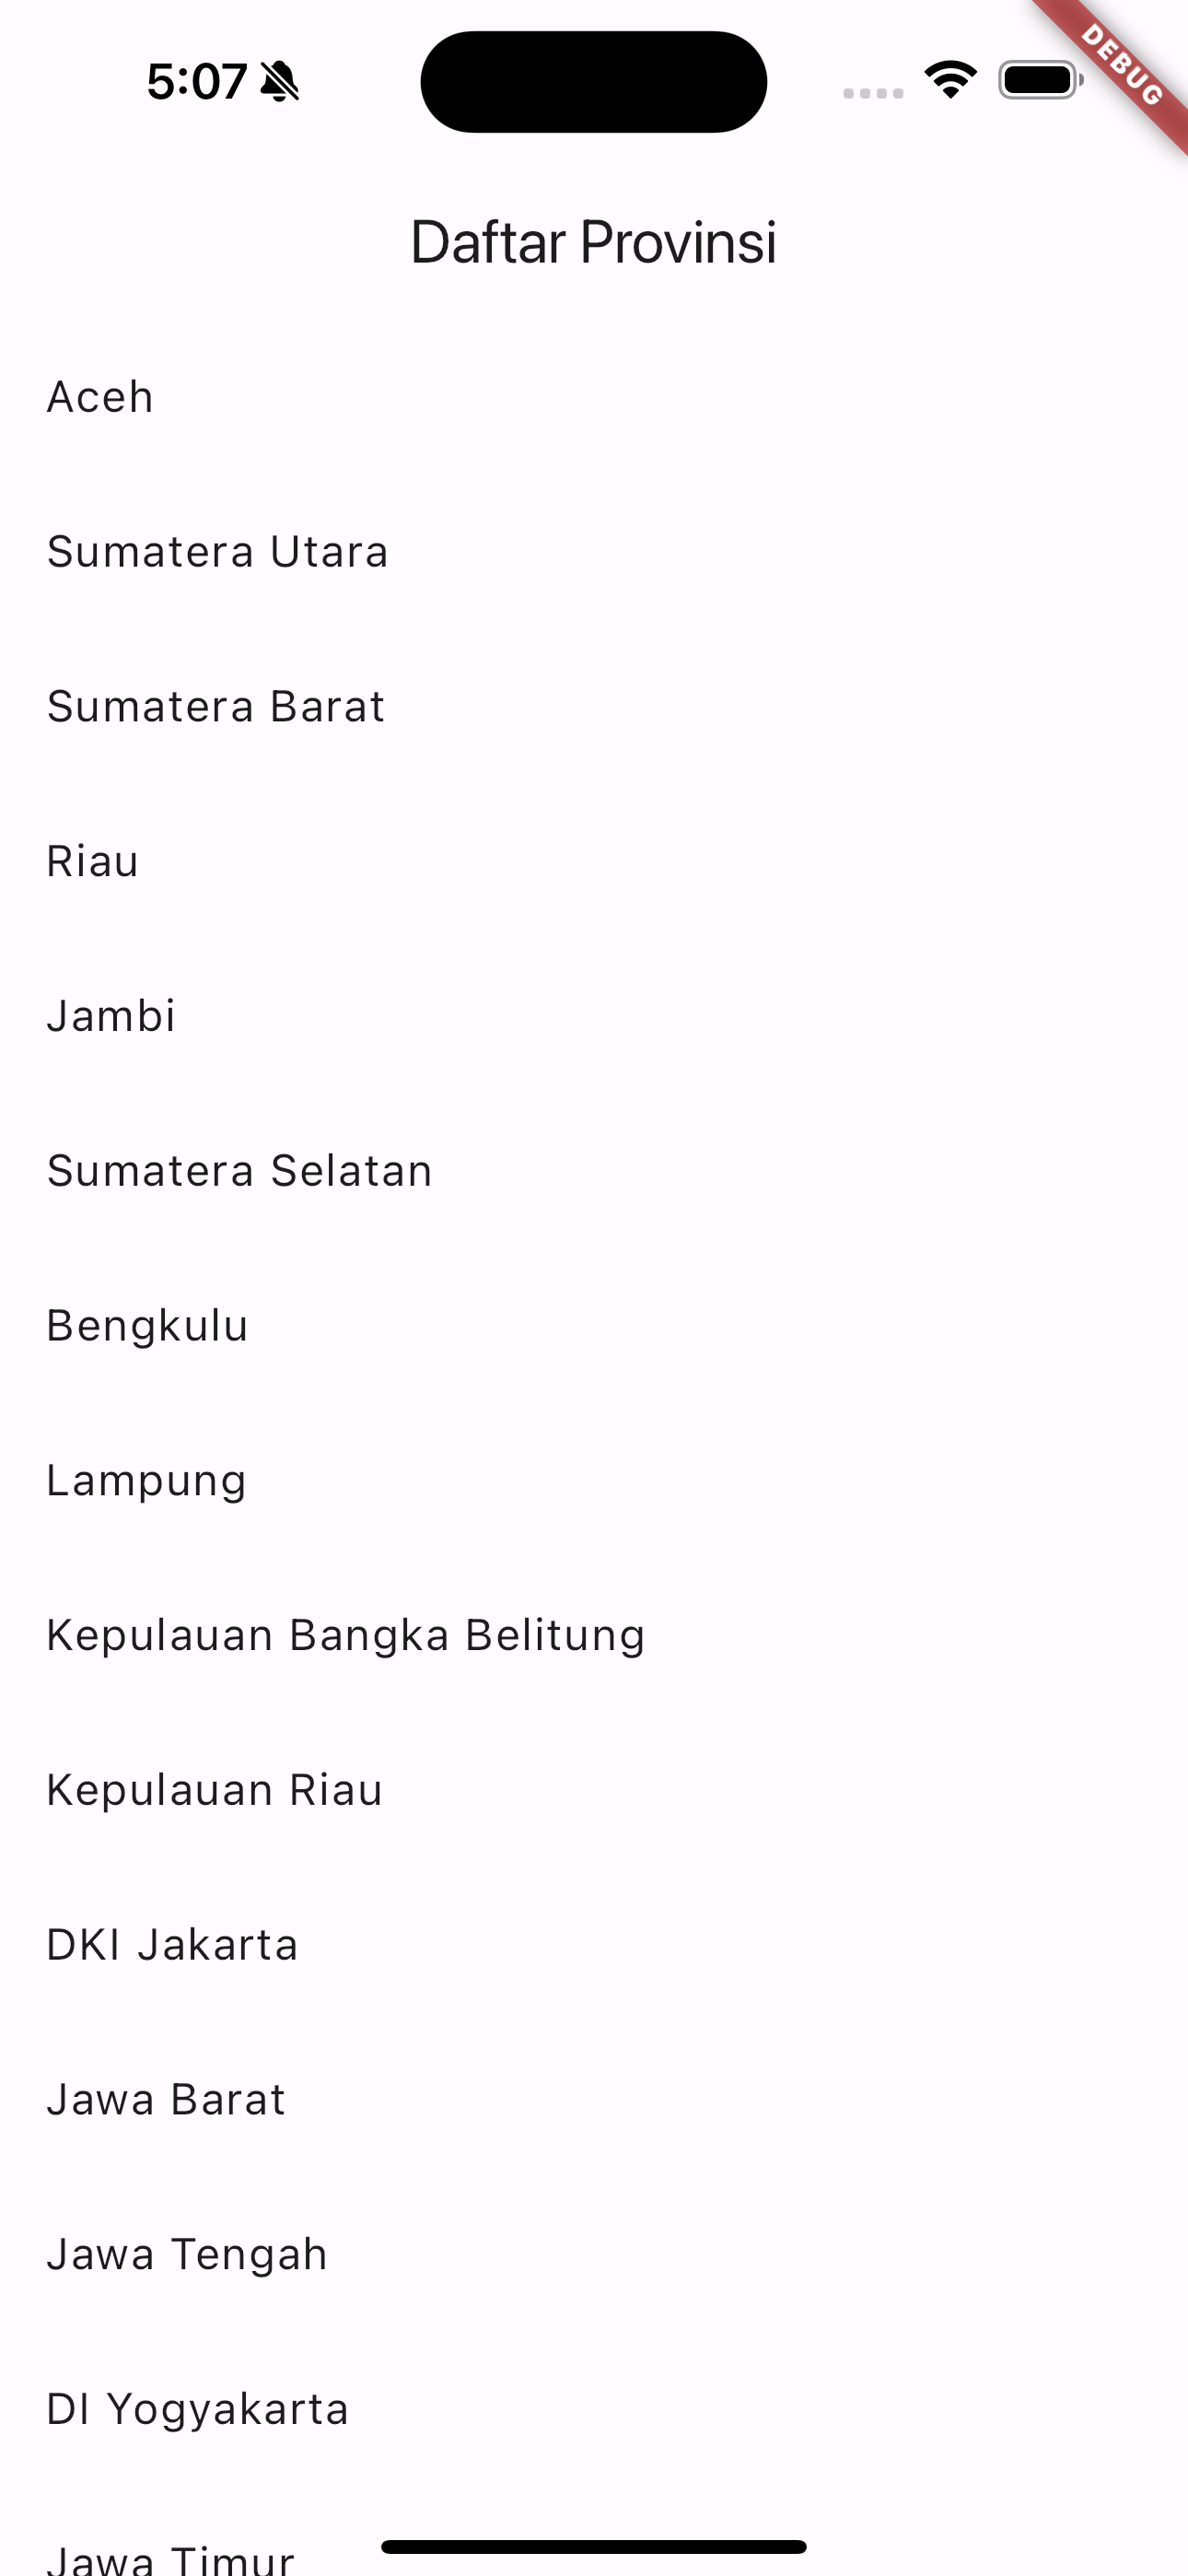 5:07
DEBUG
Daftar Provinsi
Aceh
Sumatera Utara
Sumatera Barat
Riau
Jambi
Sumatera Selatan
Bengkulu
Lampung
Kepulauan Bangka Belitung
Kepulauan Riau
DKI Jakarta
Jawa Barat
Jawa Tengah
DI Yogyakarta
Jawa Timur